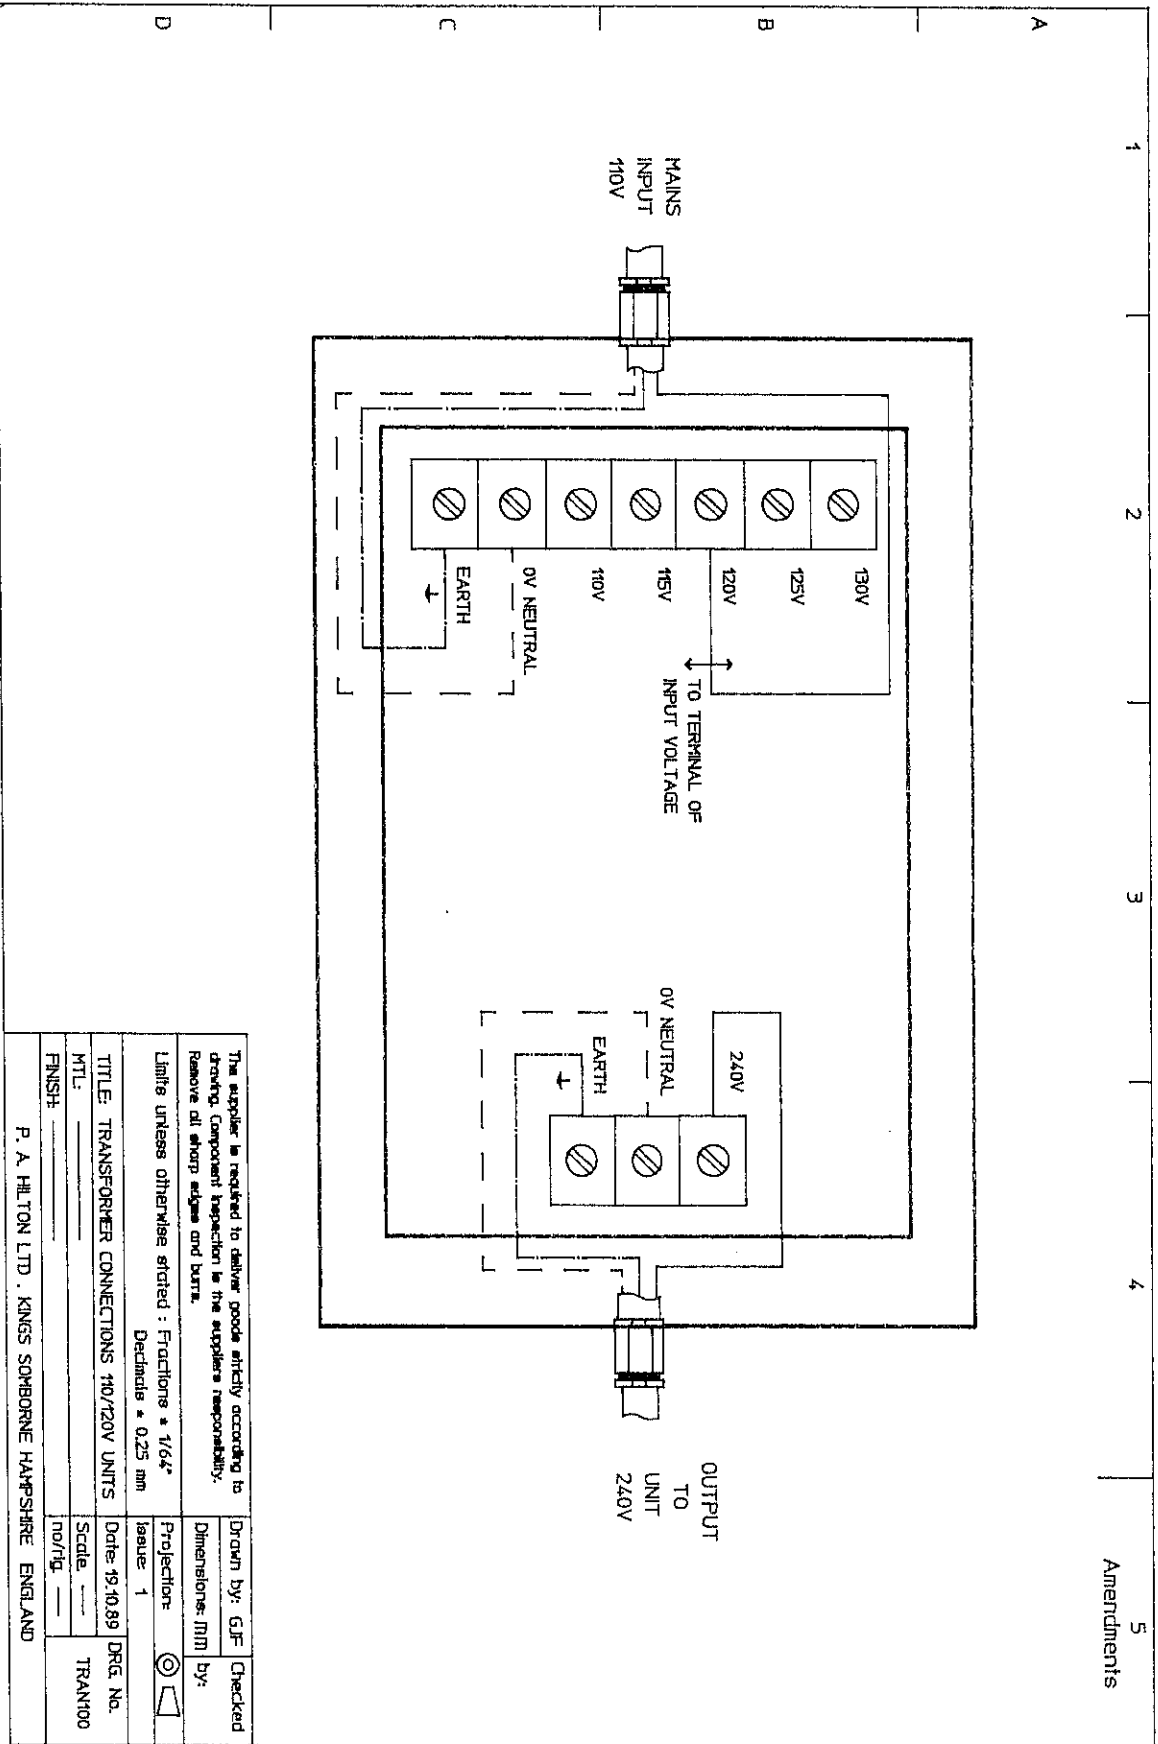 1
2
3
4
5
A
B
C
D
Amendments
MAINS
INPUT
110V
130V
125V
120V
115V
110V
0V NEUTRAL
EARTH
TO TERMINAL OF
INPUT VOLTAGE
240V
0V NEUTRAL
EARTH
OUTPUT
TO
UNIT
240V
The supplier is required to deliver goods strictly according to
drawing. Component inspection is the suppliers responsibility.
Remove all sharp edges and burrs.
Limits unless otherwise stated : Fractions ± 1/64"
Decimals ± 0.25 mm
Drawn by: GJF
Checked
by:
Dimensions: mm
Projection:
Issue: 1
TITLE: TRANSFORMER CONNECTIONS 110/120V UNITS
Date: 19.10.89
DRG. No.
TRAN100
MTL:
Scale
FINISH:
no/rig
P. A. HILTON LTD . KINGS SOMBORNE HAMPSHIRE ENGLAND